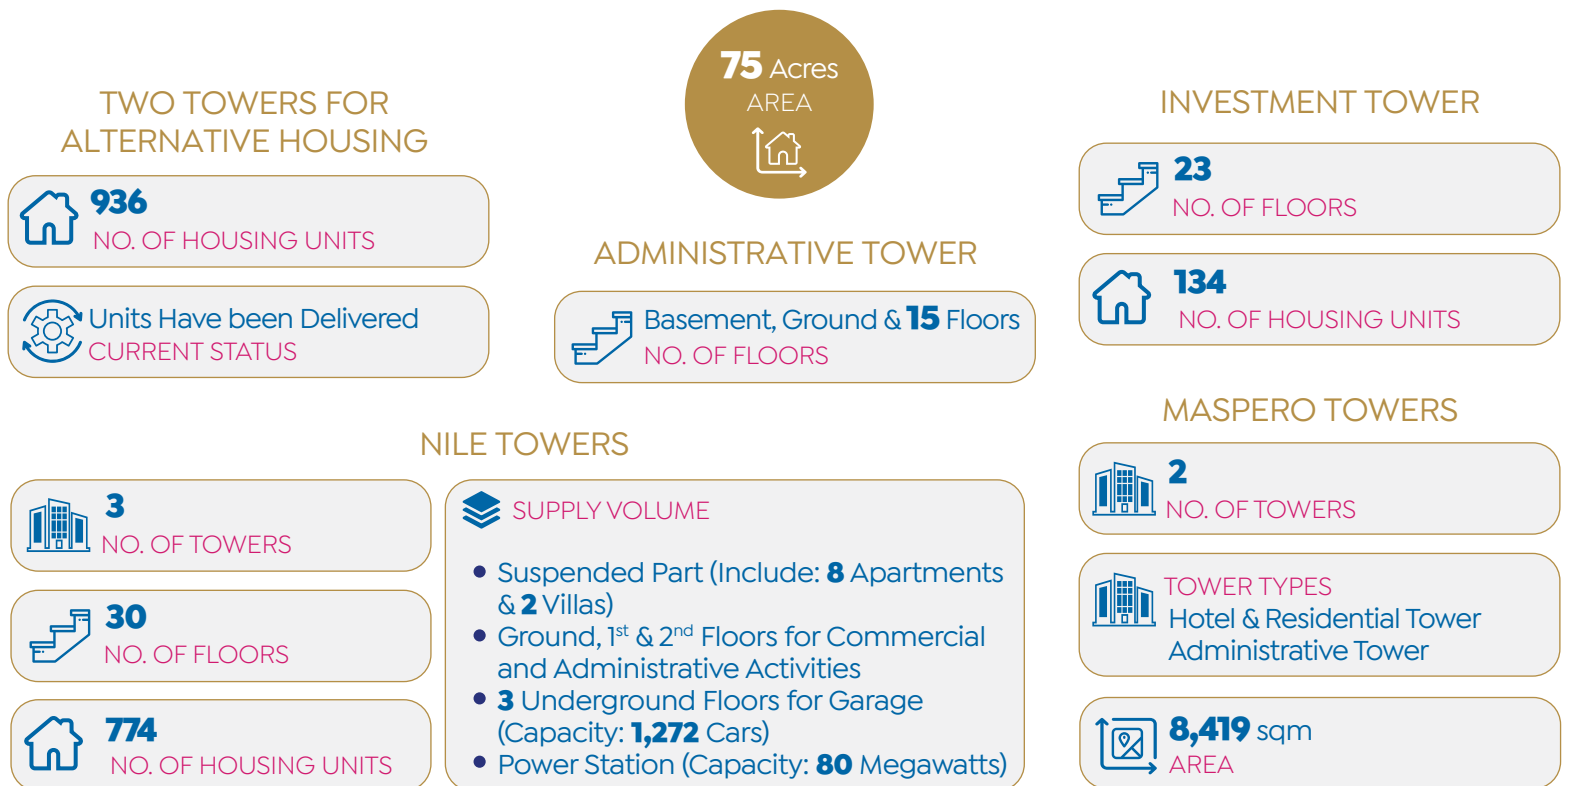 75 Acres
AREA
TWO TOWERS FOR
ALTERNATIVE HOUSING
936
NO. OF HOUSING UNITS
Units Have been Delivered
CURRENT STATUS
ADMINISTRATIVE TOWER
Basement, Ground & 15 Floors
NO. OF FLOORS
INVESTMENT TOWER
23
NO. OF FLOORS
134
NO. OF HOUSING UNITS
NILE TOWERS
3
NO. OF TOWERS
30
NO. OF FLOORS
774
NO. OF HOUSING UNITS
SUPPLY VOLUME
• Suspended Part (Include: 8 Apartments
& 2 Villas)
• Ground, 1st & 2nd Floors for Commercial
and Administrative Activities
• 3 Underground Floors for Garage
(Capacity: 1,272 Cars)
• Power Station (Capacity: 80 Megawatts)
MASPERO TOWERS
2
NO. OF TOWERS
TOWER TYPES
Hotel & Residential Tower
Administrative Tower
8,419 sqm
AREA